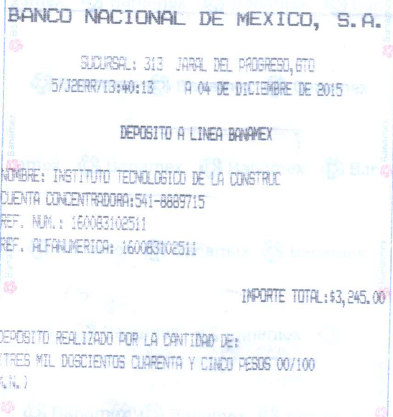 BANCO NACIONAL DE MEXICO, S.A.
SUCURSAL: 313 JARAL DEL PROGRESO,GTO
5/J2ERR/13:40:13 A 04 DE DICIEMBRE DE 2015
DEPOSITO A LINEA BANAMEX
NOMBRE: INSTITUTO TECNOLOGICO DE LA CONSTRUC
CUENTA CONCENTRADORA:541-8889715
REF. NUM.: 160083102511
REF. ALFANUMERICA: 160083102511
IMPORTE TOTAL:$3,245.00
DEPOSITO REALIZADO POR LA CANTIDAD DE:
(TRES MIL DOSCIENTOS CUARENTA Y CINCO PESOS 00/100
M.N.)